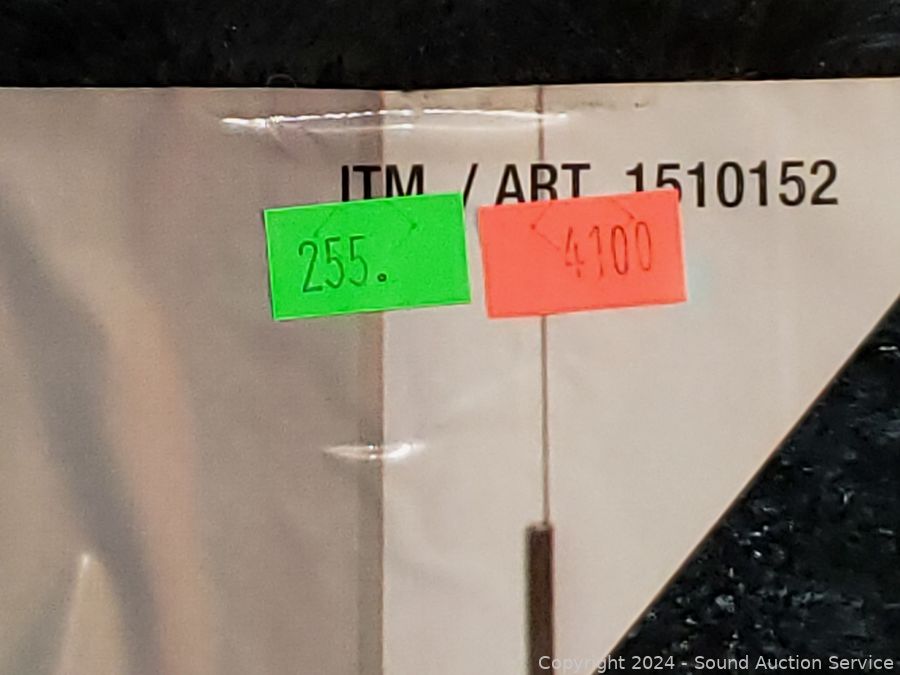 ITM. / ART. 1510152
255.
4100
Copyright 2024 - Sound Auction Service